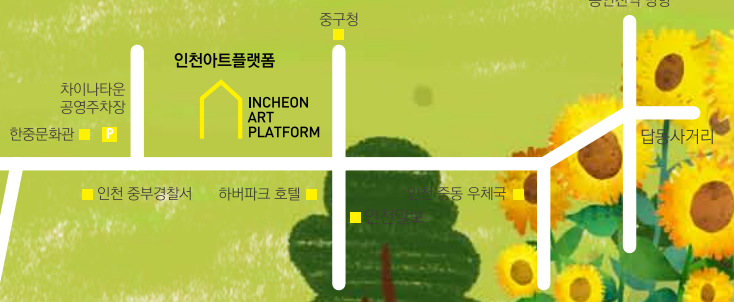 중구청
인천아트플랫폼
차이나타운
공영주차장
INCHEON
ART
PLATFORM
한중문화관
P
답동사거리
인천 중부경찰서
하버파크 호텔
중동 우체국